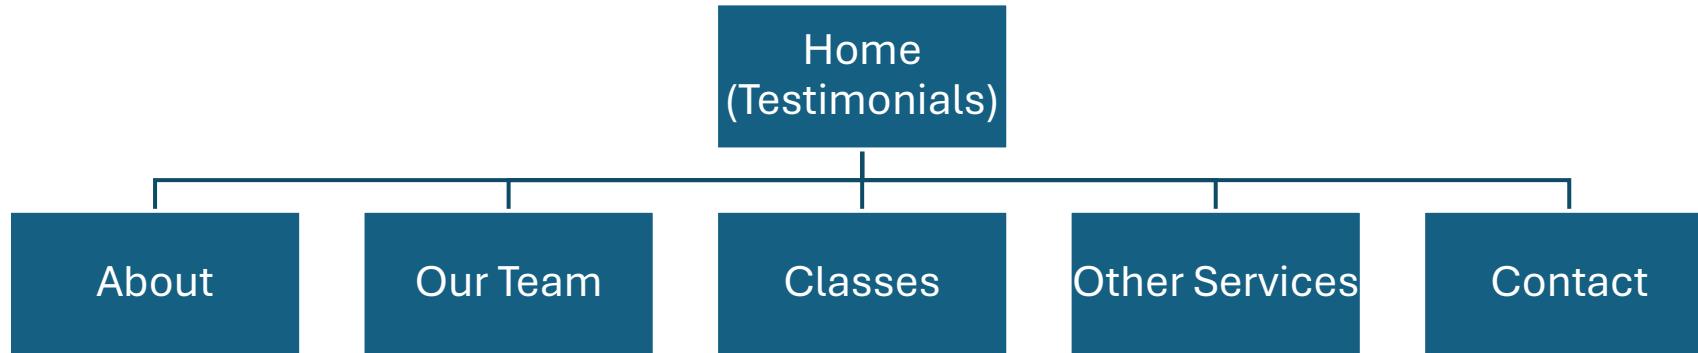 Home
(Testimonials)
About
Our Team
Classes
Other Services
Contact